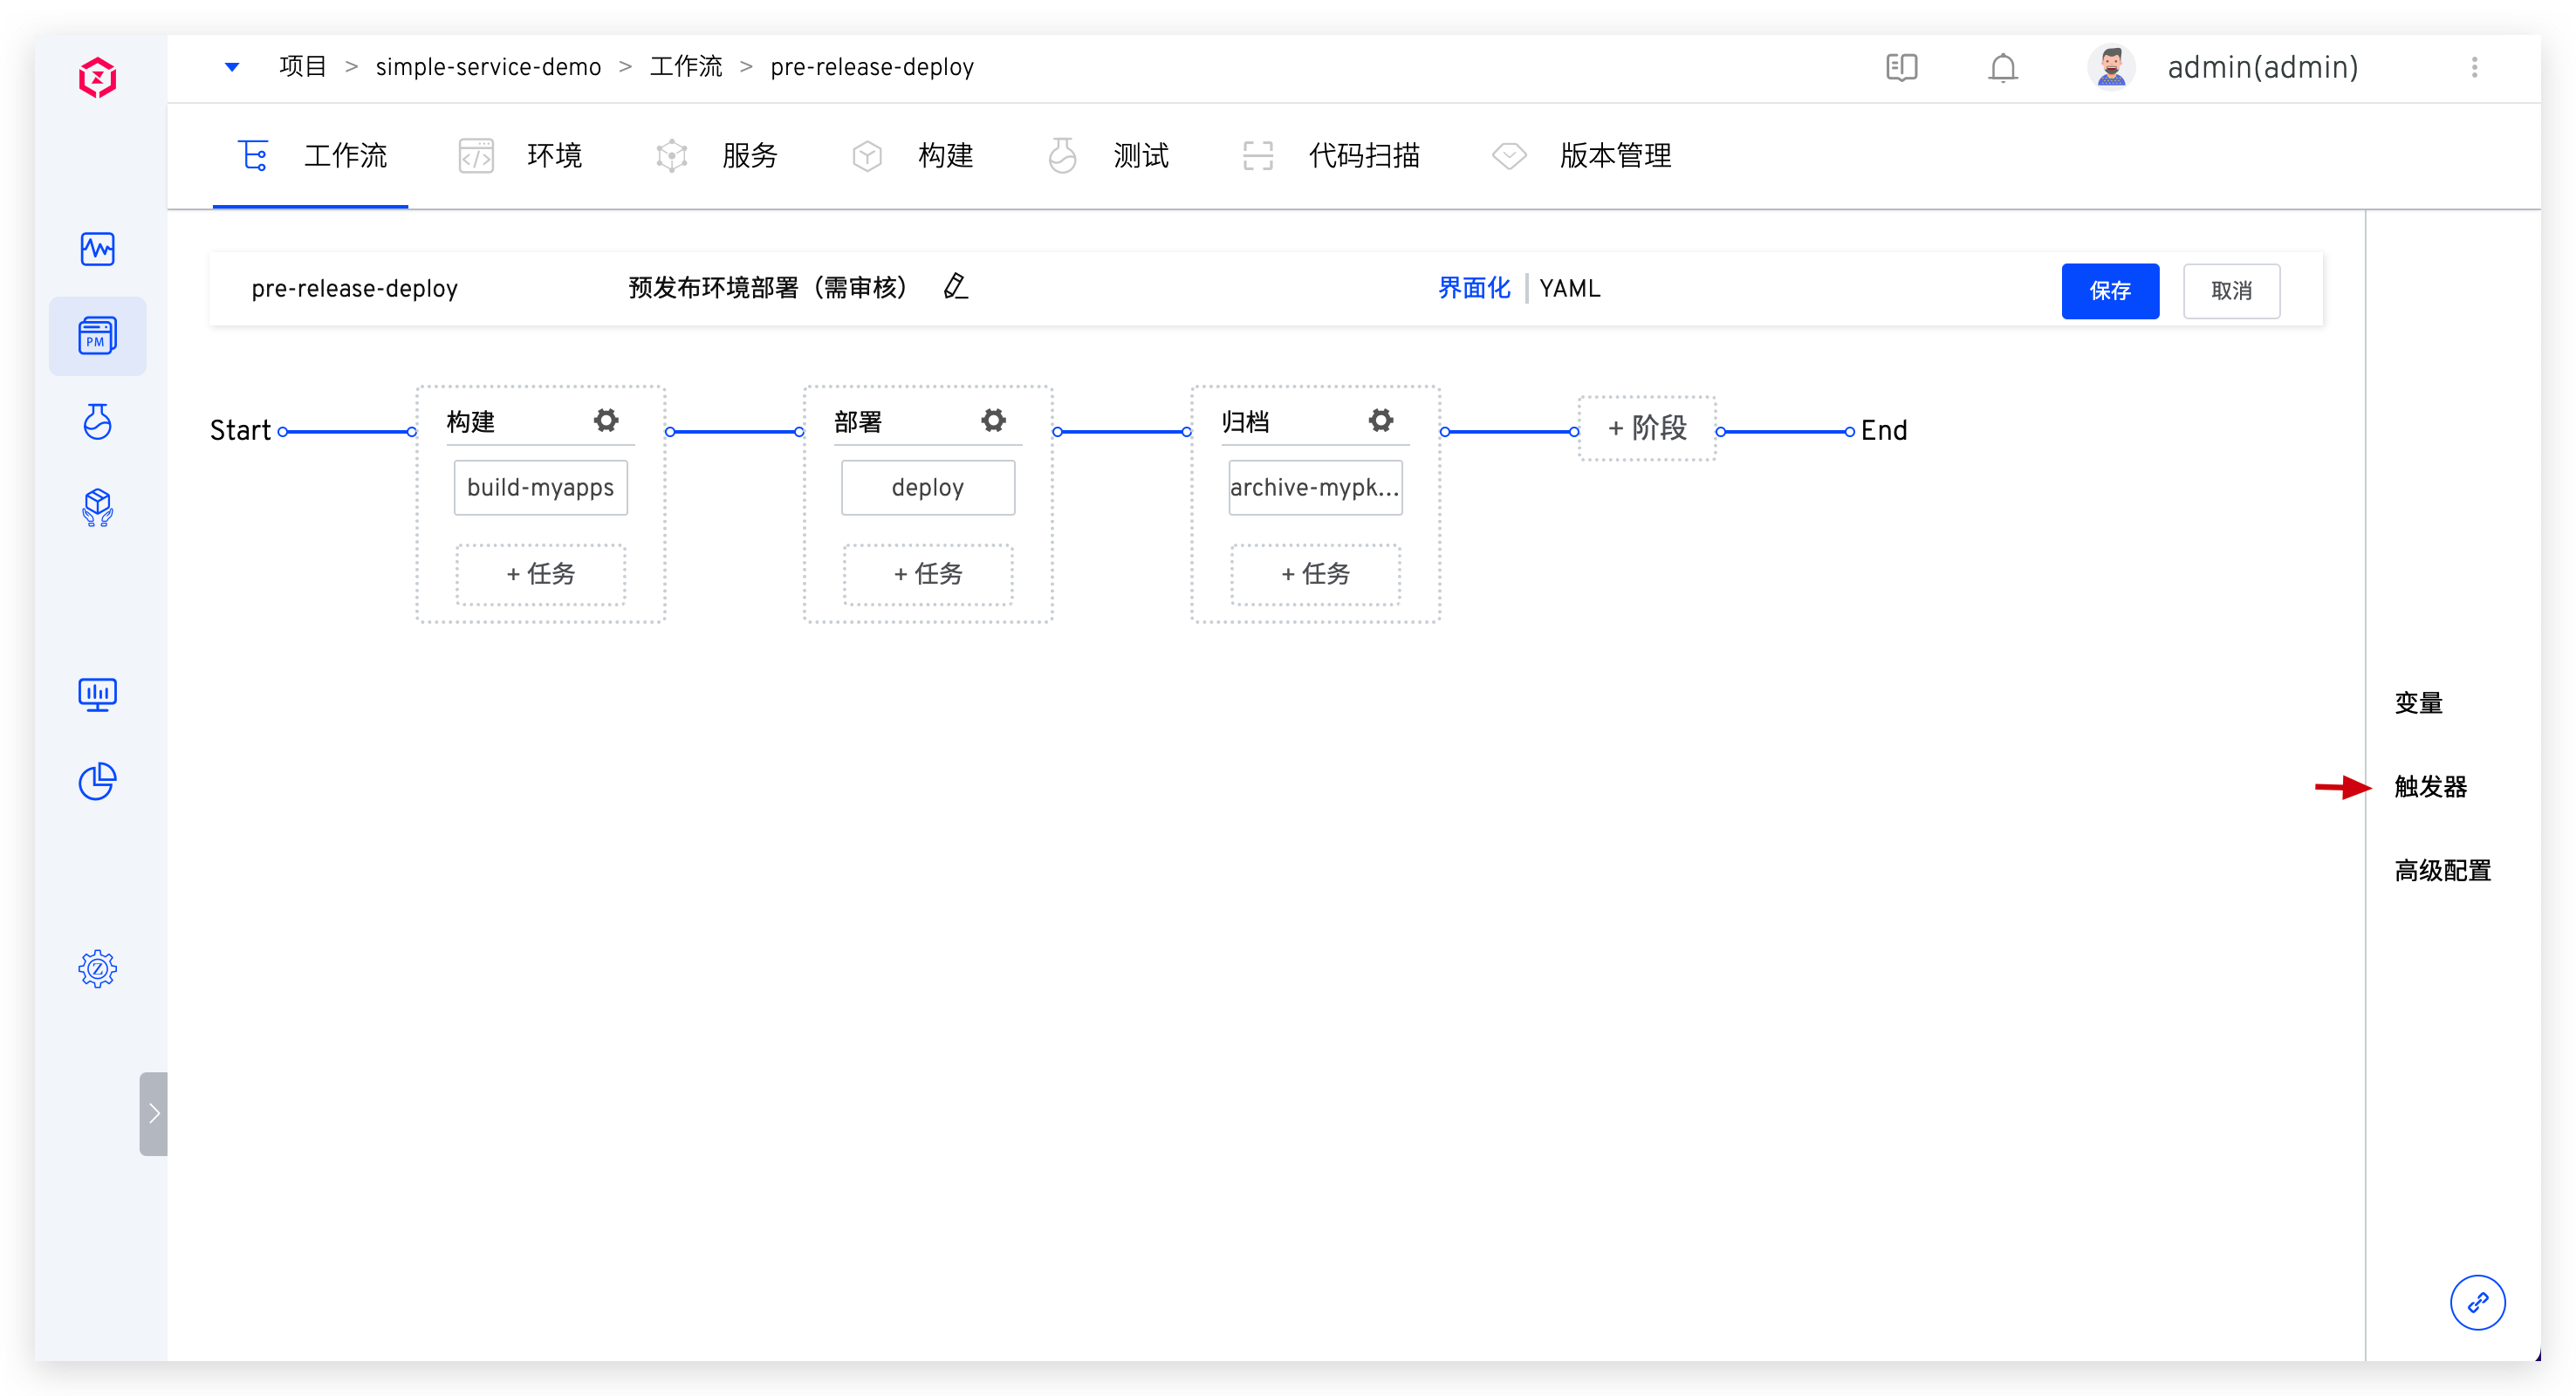 项目 > simple-service-demo > 工作流 > pre-release-deploy
admin(admin)
工作流 环境 服务 构建 测试 代码扫描 版本管理
PM
pre-release-deploy 预发布环境部署（需审核） 界面化 | YAML 保存 取消
Start 构建 部署 归档 + 阶段 End
build-myapps deploy archive-mypk...
+ 任务 + 任务 + 任务
变量
触发器
高级配置